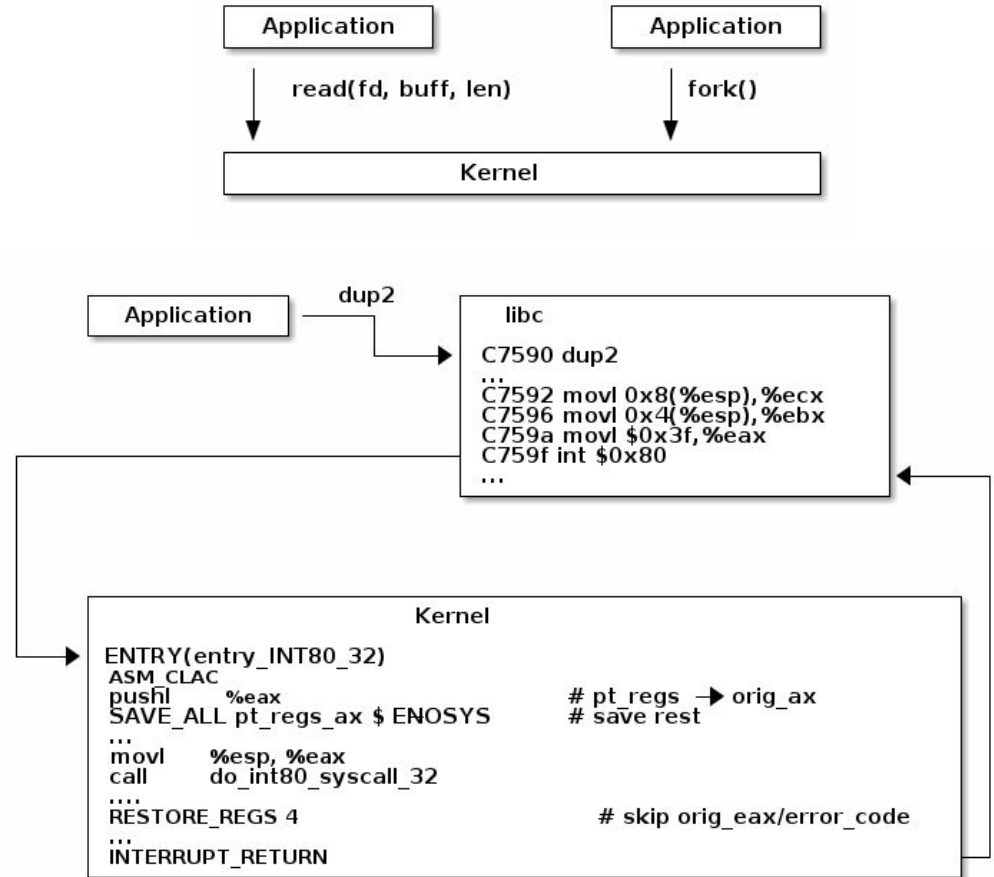 Application Application
read(fd, buff, len) fork()
Kernel
dup2
Application
libc
C7590 dup2
...
C7592 movl 0x8(%esp),%ecx
C7596 movl 0x4(%esp),%ebx
C759a movl $0x3f,%eax
C759f int $0x80
...
Kernel
ENTRY(entry_INT80_32)
ASM_CLAC
pushl %eax # pt_regs → orig_ax
SAVE_ALL pt_regs_ax $ ENOSYS # save rest
...
movl %esp, %eax
call do_int80_syscall_32
....
RESTORE_REGS 4 # skip orig_eax/error_code
...
INTERRUPT_RETURN